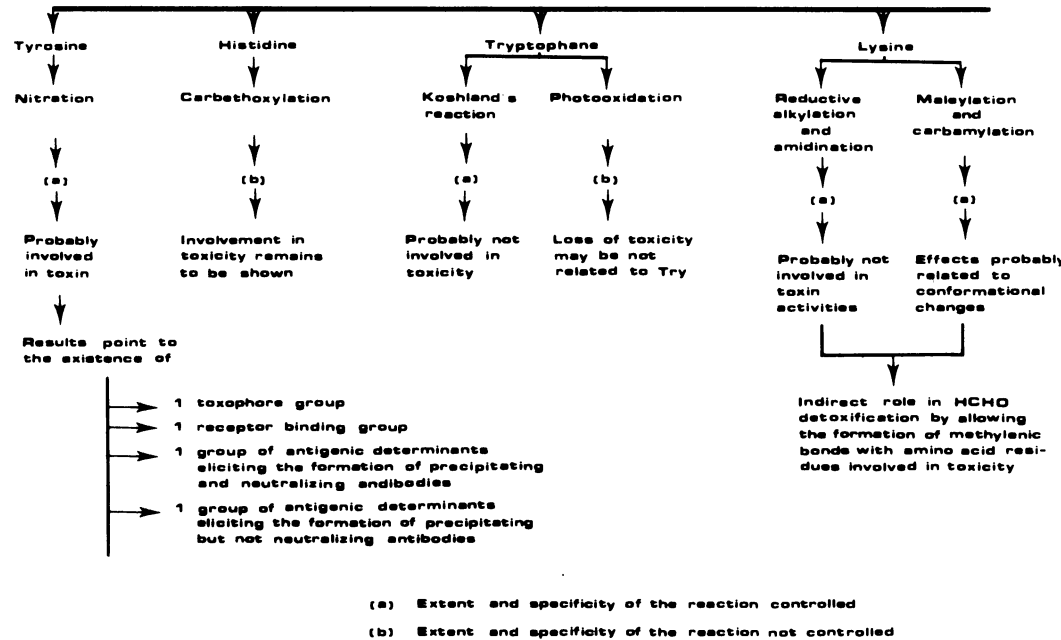 Tyrosine
Histidine
Tryptophane
Lysine
Nitration
Carbethoxylation
Koshland's
reaction
Photooxidation
Reductive
alkylation
and
amidination
Maleylation
and
carbamylation
(a)
(b)
(a)
(b)
(a)
(a)
Probably
involved
in toxin
Involvement in
toxicity remains
to be shown
Probably not
involved in
toxicity
Loss of toxicity
may be not
related to Try
Probably not
involved in
toxin
activities
Effects probably
related to
conformational
changes
Results point to
the existence of
1 toxophore group
1 receptor binding group
1 group of antigenic determinants
eliciting the formation of precipitating
and neutralizing andibodies
1 group of antigenic determinants
eliciting the formation of precipitating
but not neutralizing antibodies
Indirect role in HCHO
detoxification by allowing
the formation of methylenic
bonds with amino acid resi-
dues involved in toxicity
(a) Extent and specificity of the reaction controlled
(b) Extent and specificity of the reaction not controlled